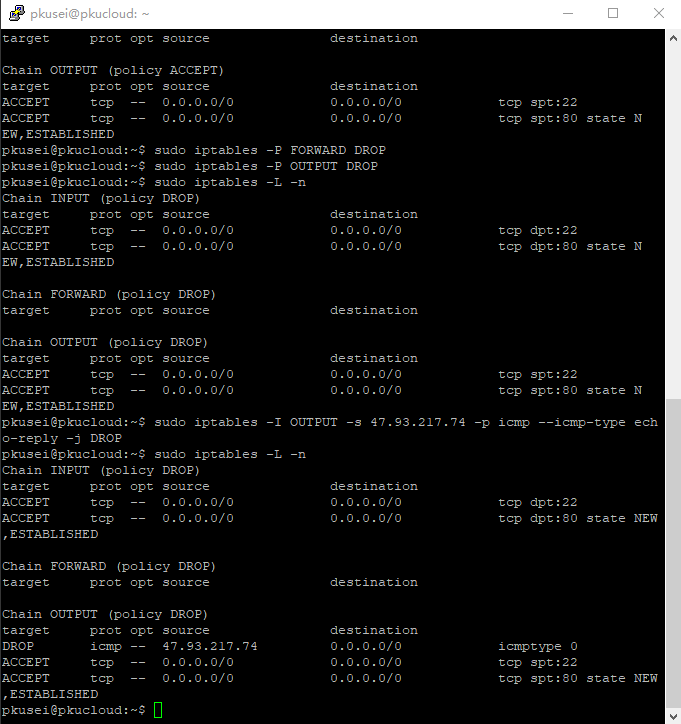 pkusei@pkucloud: ~
target     prot opt source               destination
Chain OUTPUT (policy ACCEPT)
target     prot opt source               destination
ACCEPT     tcp  --  0.0.0.0/0            0.0.0.0/0            tcp spt:22
ACCEPT     tcp  --  0.0.0.0/0            0.0.0.0/0            tcp spt:80 state N
EW,ESTABLISHED
pkusei@pkucloud:~$ sudo iptables -P FORWARD DROP
pkusei@pkucloud:~$ sudo iptables -P OUTPUT DROP
pkusei@pkucloud:~$ sudo iptables -L -n
Chain INPUT (policy DROP)
target     prot opt source               destination
ACCEPT     tcp  --  0.0.0.0/0            0.0.0.0/0            tcp dpt:22
ACCEPT     tcp  --  0.0.0.0/0            0.0.0.0/0            tcp dpt:80 state N
EW,ESTABLISHED
Chain FORWARD (policy DROP)
target     prot opt source               destination
Chain OUTPUT (policy DROP)
target     prot opt source               destination
ACCEPT     tcp  --  0.0.0.0/0            0.0.0.0/0            tcp spt:22
ACCEPT     tcp  --  0.0.0.0/0            0.0.0.0/0            tcp spt:80 state N
EW,ESTABLISHED
pkusei@pkucloud:~$ sudo iptables -I OUTPUT -s 47.93.217.74 -p icmp --icmp-type ech
o-reply -j DROP
pkusei@pkucloud:~$ sudo iptables -L -n
Chain INPUT (policy DROP)
target     prot opt source               destination
ACCEPT     tcp  --  0.0.0.0/0            0.0.0.0/0            tcp dpt:22
ACCEPT     tcp  --  0.0.0.0/0            0.0.0.0/0            tcp dpt:80 state NEW
,ESTABLISHED
Chain FORWARD (policy DROP)
target     prot opt source               destination
Chain OUTPUT (policy DROP)
target     prot opt source               destination
DROP       icmp --  47.93.217.74         0.0.0.0/0            icmptype 0
ACCEPT     tcp  --  0.0.0.0/0            0.0.0.0/0            tcp spt:22
ACCEPT     tcp  --  0.0.0.0/0            0.0.0.0/0            tcp spt:80 state NEW
,ESTABLISHED
pkusei@pkucloud:~$